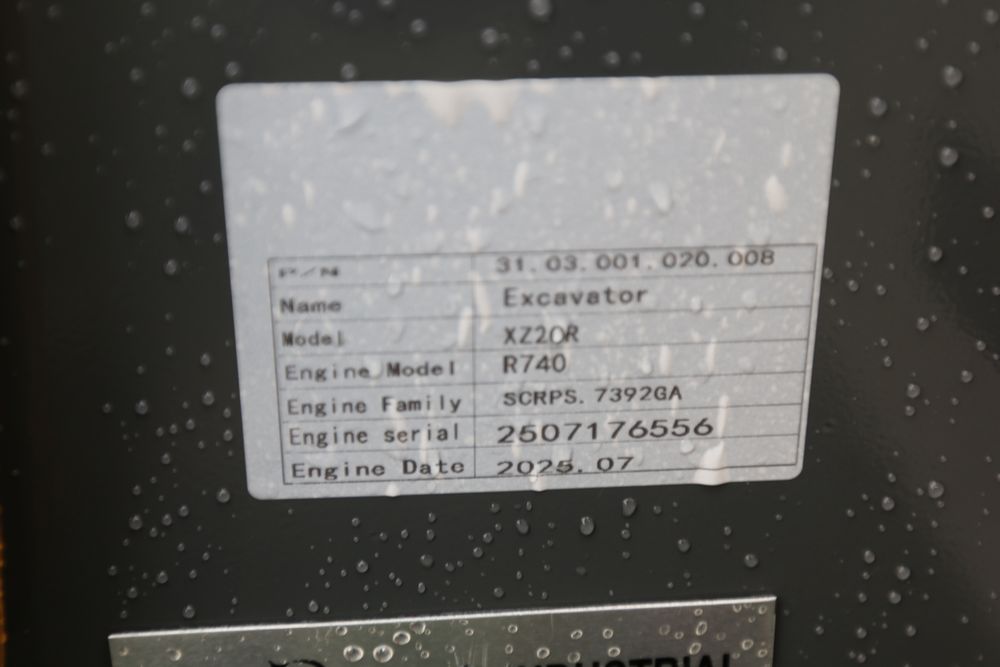 P/N 31.03.001.020.008
Name Excavator
Model XZ20R
Engine Model R740
Engine Family SCRPS.7392GA
Engine serial 2507176556
Engine Date 2025.07
INDUSTRIAL